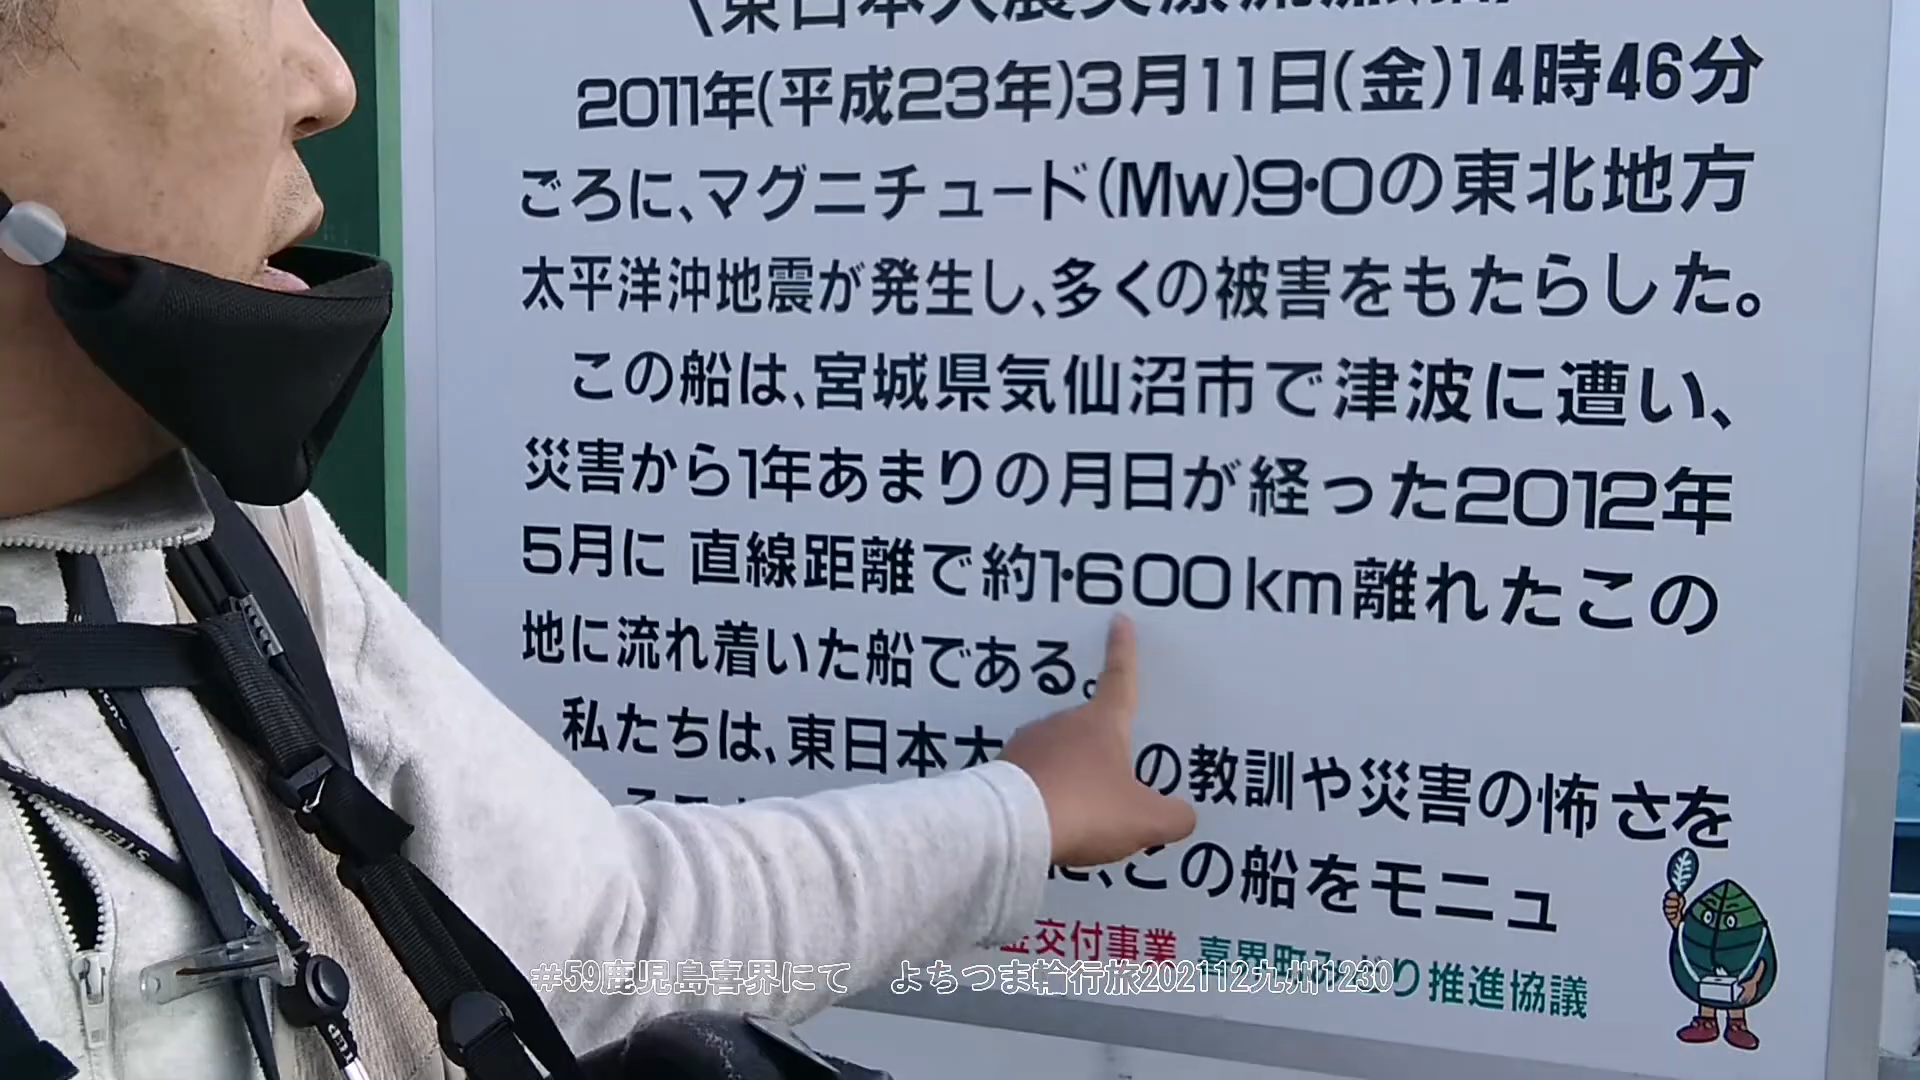 2011年(平成23年)3月11日(金)14時46分
ごろに、マグニチュード(Mw)9・0の東北地方
太平洋沖地震が発生し、多くの被害をもたらした。
この船は、宮城県気仙沼市で津波に遭い、
災害から1年あまりの月日が経った2012年
5月に 直線距離で約1・600km離れたこの
地に流れ着いた船である。
私たちは、東日本大 の教訓や災害の怖さを
に、この船をモニュ
金交付事業 喜界町 推進協議
#59鹿児島喜界にて よちつま輪行旅202112九州1230